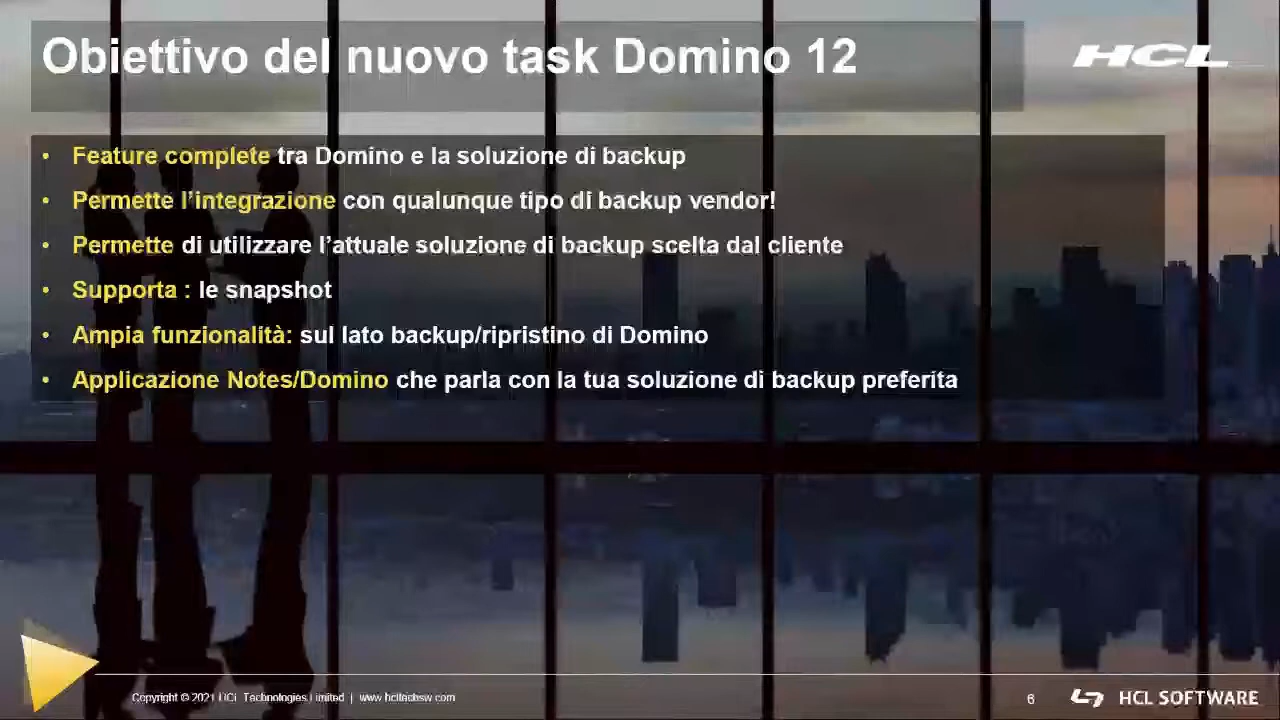 Obiettivo del nuovo task Domino 12
HCL
• Feature complete tra Domino e la soluzione di backup
• Permette l’integrazione con qualunque tipo di backup vendor!
• Permette di utilizzare l’attuale soluzione di backup scelta dal cliente
• Supporta : le snapshot
• Ampia funzionalità: sul lato backup/ripristino di Domino
• Applicazione Notes/Domino che parla con la tua soluzione di backup preferita
Copyright © 2021 HCL Technologies Limited | www.hcltechsw.com
6
HCL SOFTWARE